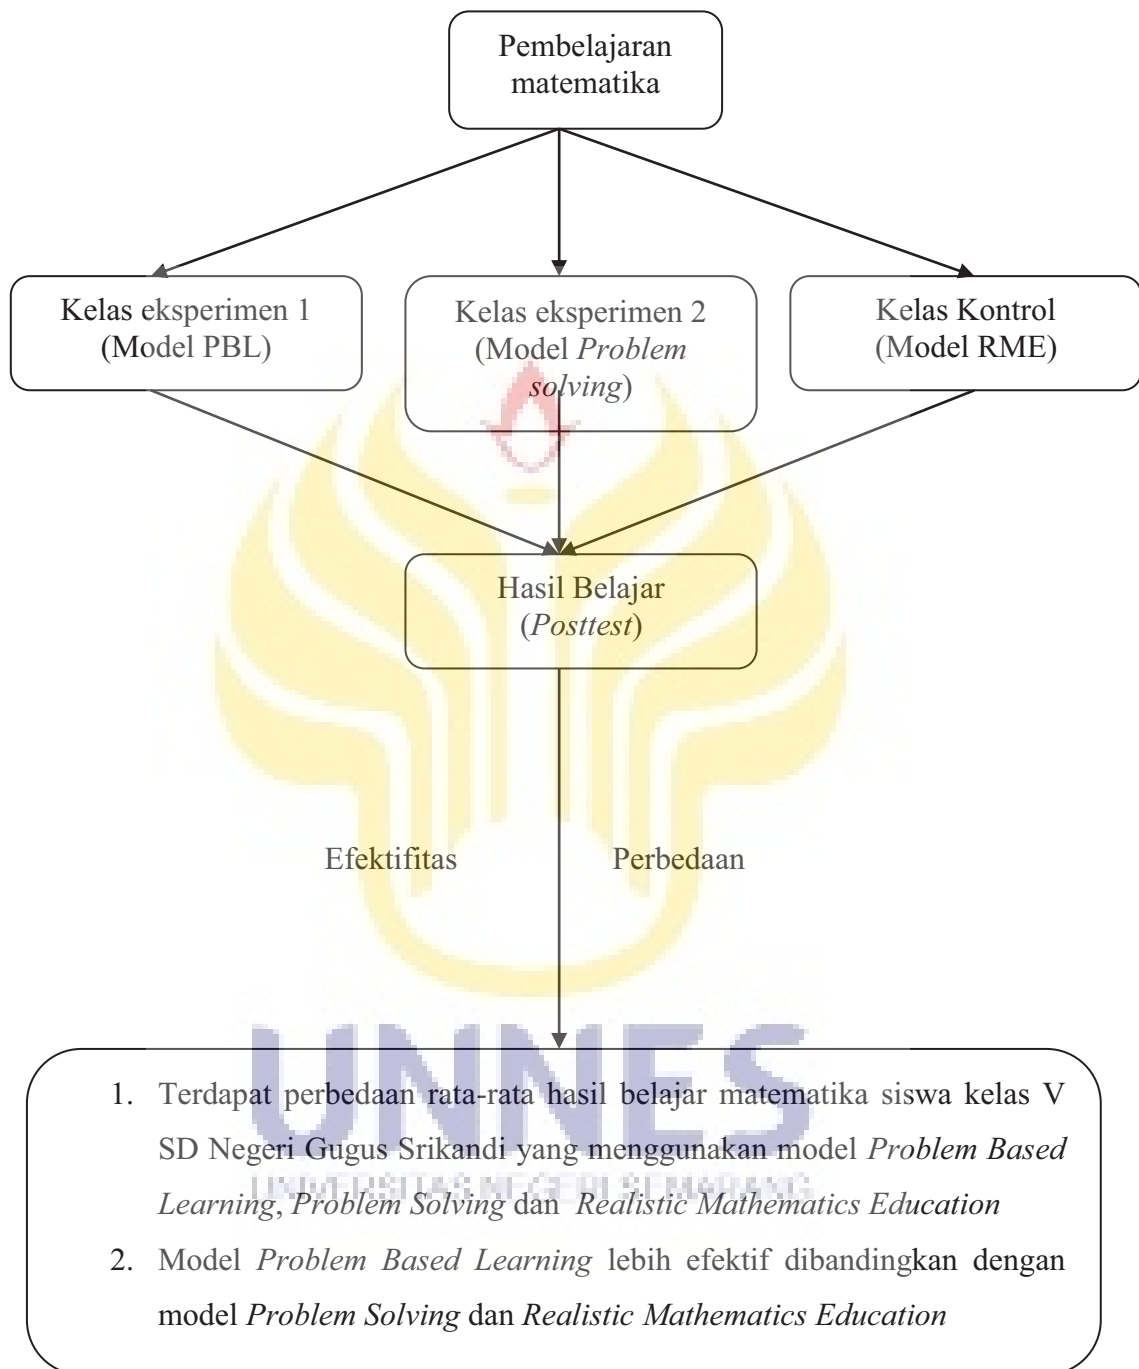 Pembelajaran
matematika
Kelas eksperimen 1
(Model PBL)
Kelas eksperimen 2
(Model Problem
solving)
Kelas Kontrol
(Model RME)
Hasil Belajar
(Posttest)
Efektifitas
Perbedaan
UNNES
1. Terdapat perbedaan rata-rata hasil belajar matematika siswa kelas V
SD Negeri Gugus Srikandi yang menggunakan model Problem Based
UNIVERSITAS NEGERI SEMARANG
Learning, Problem Solving dan Realistic Mathematics Education
2. Model Problem Based Learning lebih efektif dibandingkan dengan
model Problem Solving dan Realistic Mathematics Education